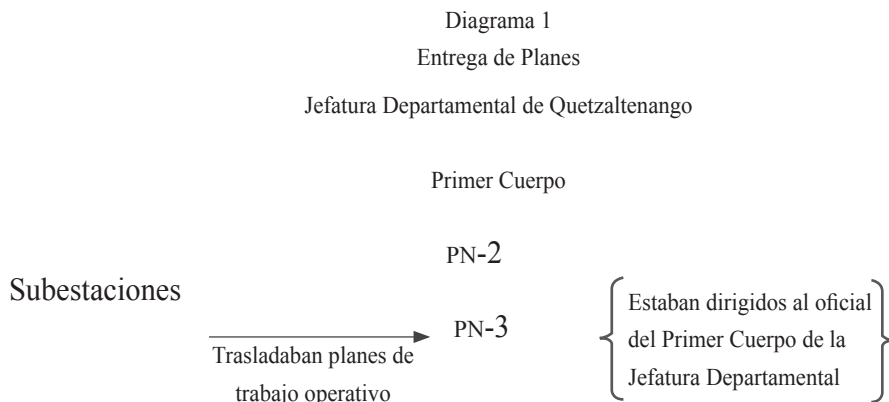 Diagrama 1
Entrega de Planes
Jefatura Departamental de Quetzaltenango
Primer Cuerpo
PN-2
Subestaciones
PN-3
Trasladaban planes de
trabajo operativo
Estaban dirigidos al oficial
del Primer Cuerpo de la
Jefatura Departamental